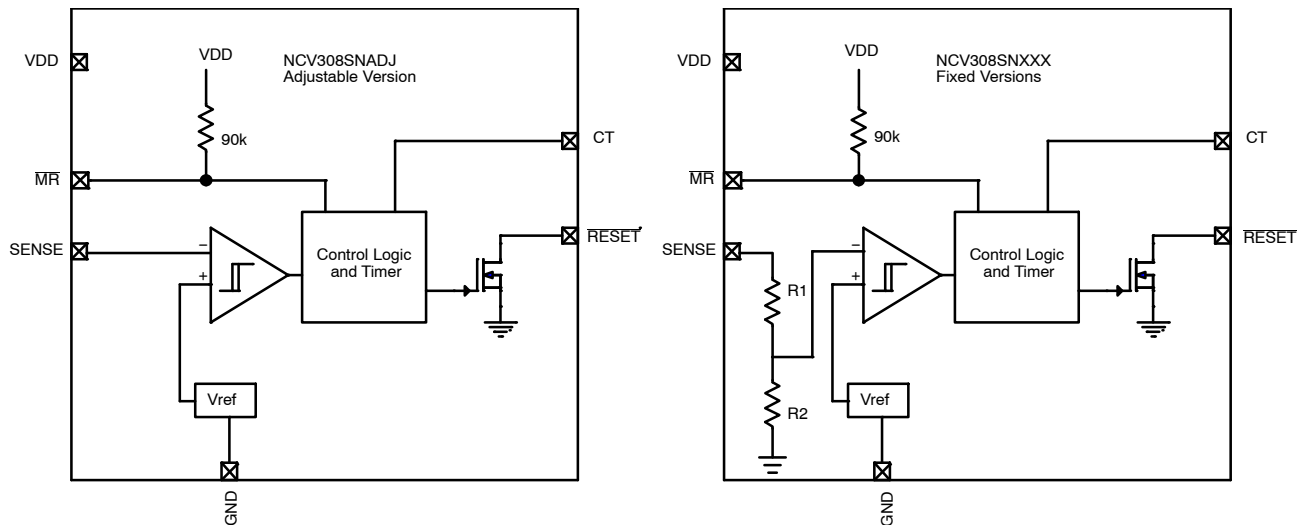 VDD
VDD
NCV308SNADJ
Adjustable Version
90k
CT
MR
SENSE
−
+
Control Logic
and Timer
RESET
Vref
GND
VDD
VDD
NCV308SNXXX
Fixed Versions
90k
CT
MR
SENSE
−
+
Control Logic
and Timer
RESET
R1
R2
Vref
GND